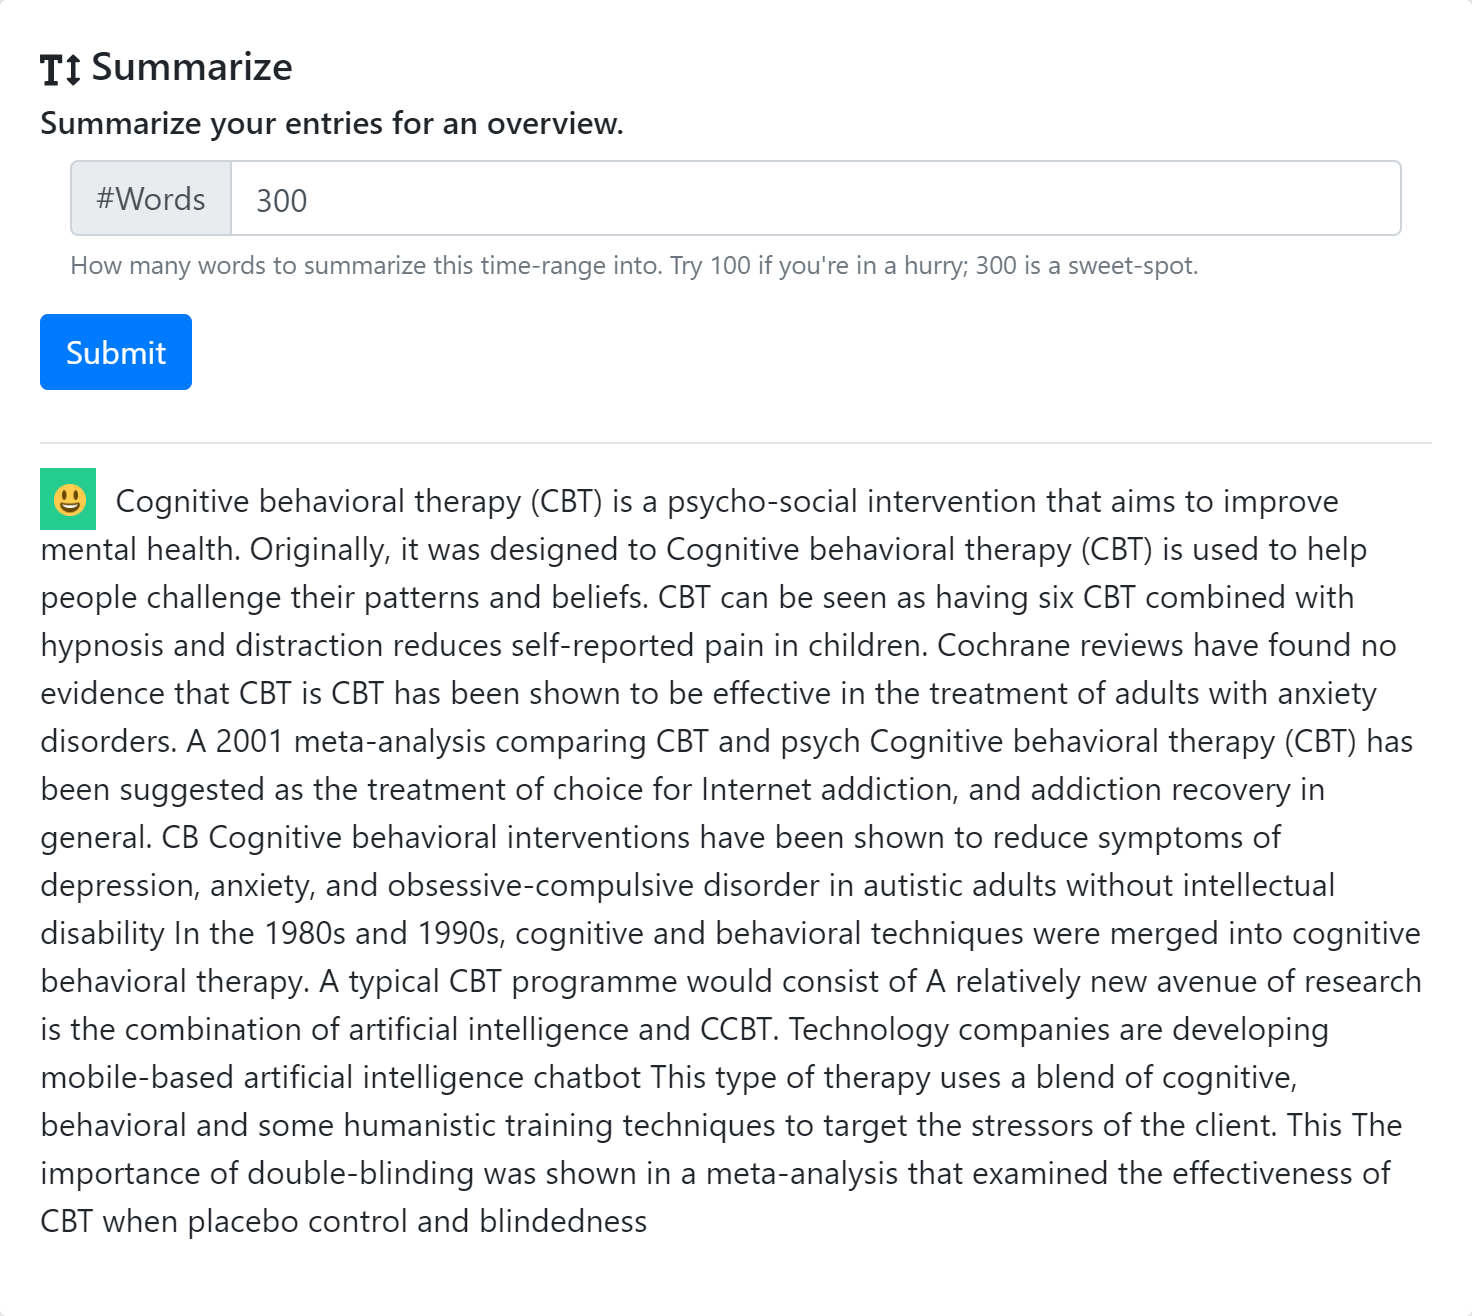 Summarize
Summarize your entries for an overview.
#Words 300
How many words to summarize this time-range into. Try 100 if you're in a hurry; 300 is a sweet-spot.
Submit
Cognitive behavioral therapy (CBT) is a psycho-social intervention that aims to improve
mental health. Originally, it was designed to Cognitive behavioral therapy (CBT) is used to help
people challenge their patterns and beliefs. CBT can be seen as having six CBT combined with
hypnosis and distraction reduces self-reported pain in children. Cochrane reviews have found no
evidence that CBT is CBT has been shown to be effective in the treatment of adults with anxiety
disorders. A 2001 meta-analysis comparing CBT and psych Cognitive behavioral therapy (CBT) has
been suggested as the treatment of choice for Internet addiction, and addiction recovery in
general. CB Cognitive behavioral interventions have been shown to reduce symptoms of
depression, anxiety, and obsessive-compulsive disorder in autistic adults without intellectual
disability In the 1980s and 1990s, cognitive and behavioral techniques were merged into cognitive
behavioral therapy. A typical CBT programme would consist of A relatively new avenue of research
is the combination of artificial intelligence and CCBT. Technology companies are developing
mobile-based artificial intelligence chatbot This type of therapy uses a blend of cognitive,
behavioral and some humanistic training techniques to target the stressors of the client. This The
importance of double-blinding was shown in a meta-analysis that examined the effectiveness of
CBT when placebo control and blindedness